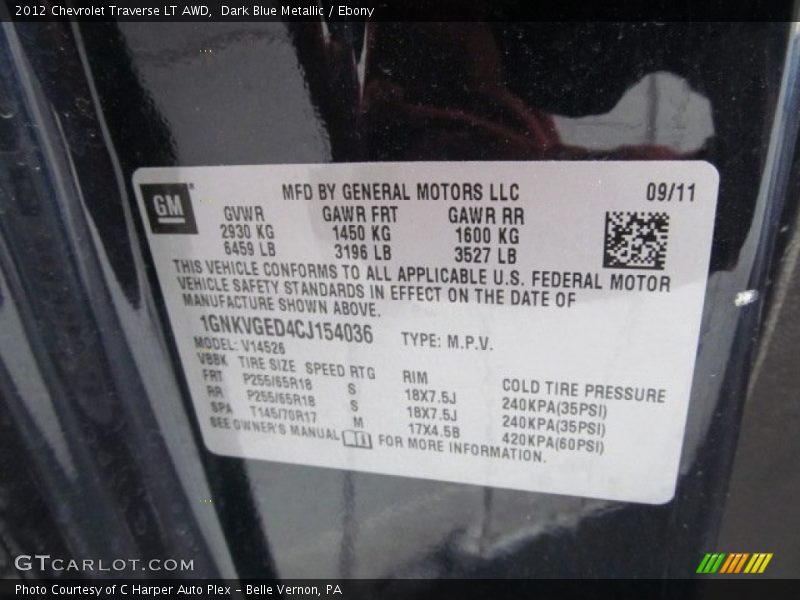 2012 Chevrolet Traverse LT AWD, Dark Blue Metallic / Ebony
GM
MFD BY GENERAL MOTORS LLC 09/11
GVWR GAWR FRT GAWR RR
2930 KG 1450 KG 1600 KG
6459 LB 3196 LB 3527 LB
THIS VEHICLE CONFORMS TO ALL APPLICABLE U.S. FEDERAL MOTOR
VEHICLE SAFETY STANDARDS IN EFFECT ON THE DATE OF
MANUFACTURE SHOWN ABOVE.
1GNKVGED4CJ154036 TYPE: M.P.V.
MODEL: V14526
VBBK TIRE SIZE SPEED RTG RIM COLD TIRE PRESSURE
FRT P255/65R18 S 18X7.5J 240KPA(35PSI)
RR P255/65R18 S 18X7.5J 240KPA(35PSI)
SPA T145/70R17 M 17X4.5B 420KPA(60PSI)
SEE OWNER'S MANUAL FOR MORE INFORMATION.
GTCARLOT.COM
Photo Courtesy of C Harper Auto Plex - Belle Vernon, PA